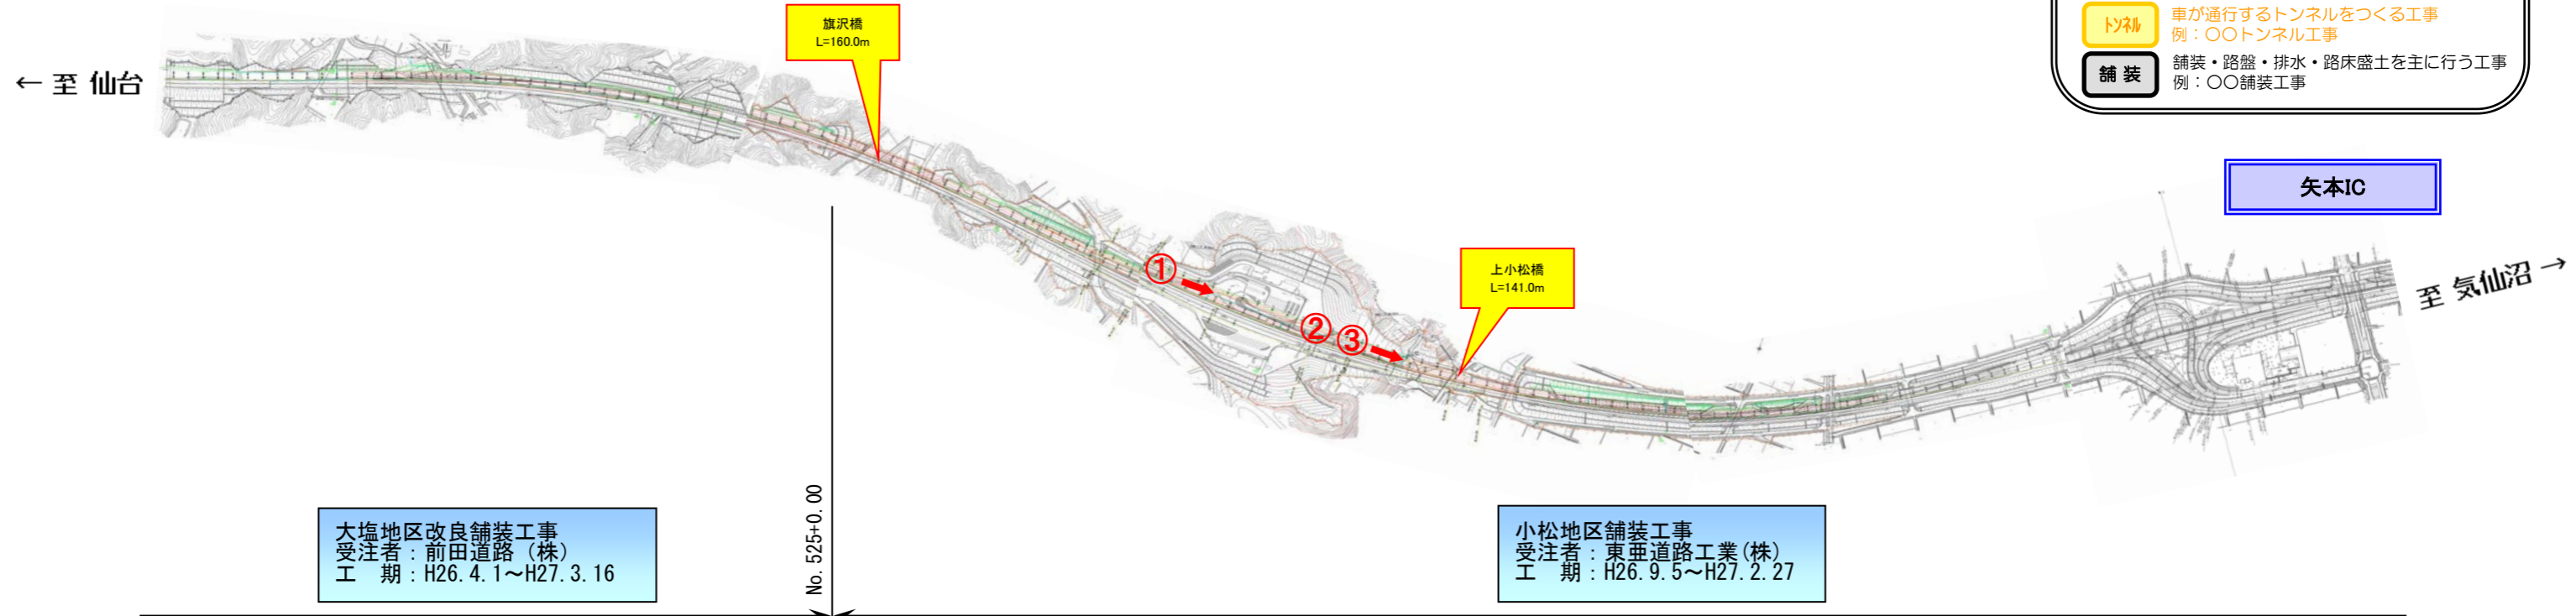 トンネル
車が通行するトンネルをつくる工事
例：〇〇トンネル工事
舗 装
舗装・路盤・排水・路床盛土を主に行う工事
例：〇〇舗装工事
旗沢橋
L=160.0m
← 至 仙台
矢本IC
至 気仙沼 →
①
上小松橋
L=141.0m
② ③
No. 525+0. 00
大塩地区改良舗装工事
受注者：前田道路（株）
工　期：H26. 4. 1～H27. 3. 16
小松地区舗装工事
受注者：東亜道路工業(株)
工　期：H26. 9. 5～H27. 2. 27